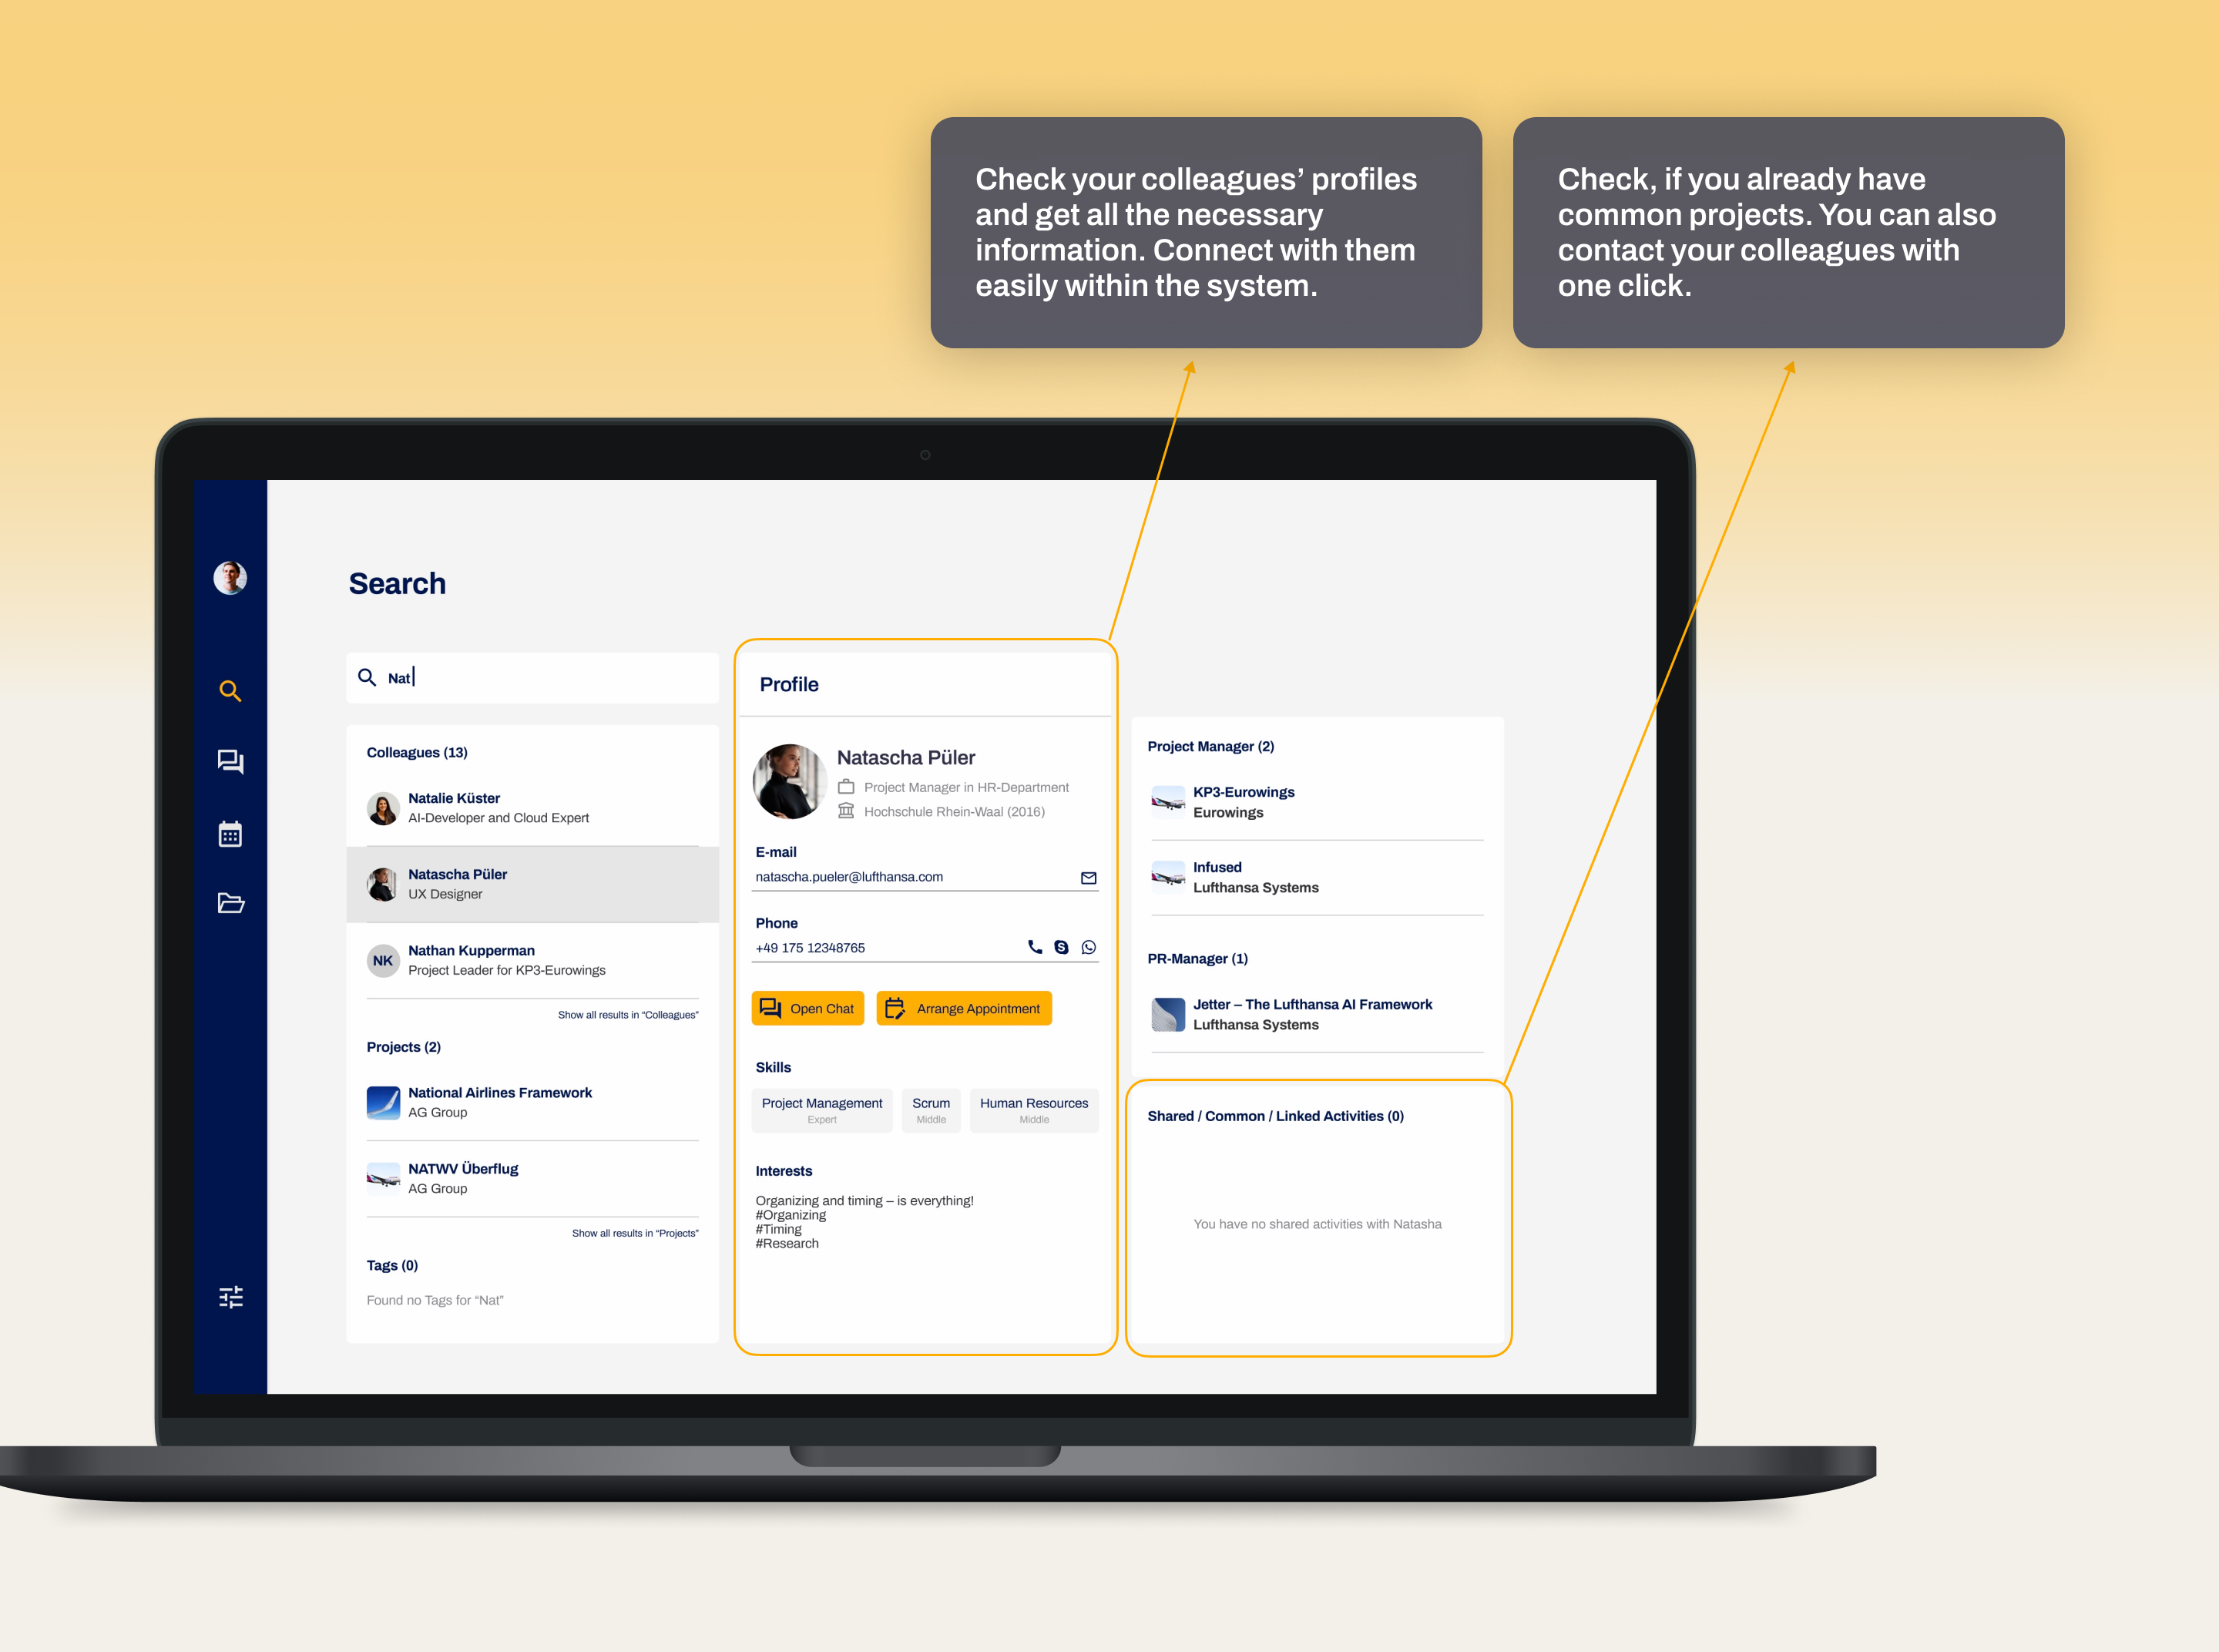 Check your colleagues’ profiles
and get all the necessary
information. Connect with them
easily within the system.
Check, if you already have
common projects. You can also
contact your colleagues with
one click.
Search
Nat
Colleagues (13)
Natalie Küster
AI-Developer and Cloud Expert
Natascha Püler
UX Designer
NK
Nathan Kupperman
Project Leader for KP3-Eurowings
Show all results in “Colleagues”
Projects (2)
National Airlines Framework
AG Group
NATWV Überflug
AG Group
Show all results in “Projects”
Tags (0)
Found no Tags for “Nat”
Profile
Natascha Püler
Project Manager in HR-Department
Hochschule Rhein-Waal (2016)
E-mail
natascha.pueler@lufthansa.com
Phone
+49 175 12348765
Open Chat
Arrange Appointment
Skills
Project Management
Expert
Scrum
Middle
Human Resources
Middle
Interests
Organizing and timing – is everything!
#Organizing
#Timing
#Research
Project Manager (2)
KP3-Eurowings
Eurowings
Infused
Lufthansa Systems
PR-Manager (1)
Jetter – The Lufthansa AI Framework
Lufthansa Systems
Shared / Common / Linked Activities (0)
You have no shared activities with Natasha